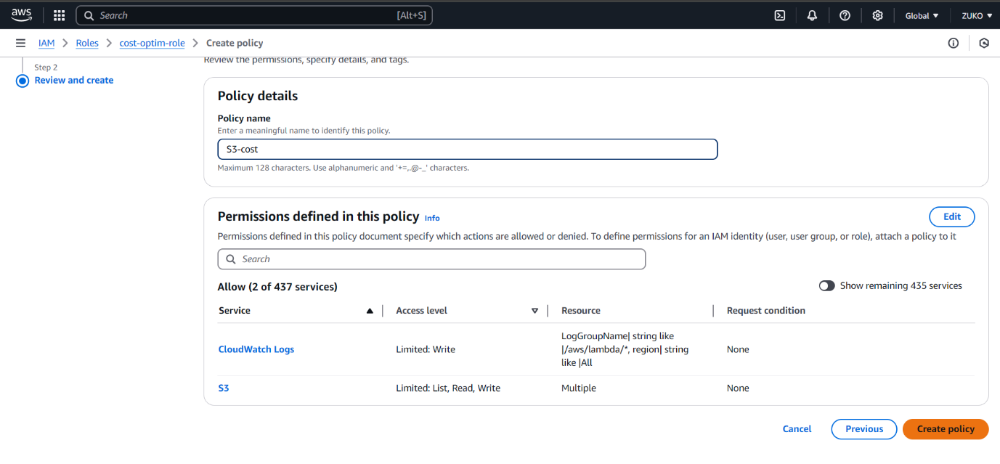 aws Search [Alt+S] Global ZUKO
IAM Roles cost-optim-role Create policy
Review the permissions, specify details, and tags.
Step 2
Review and create
Policy details
Policy name
Enter a meaningful name to identify this policy.
S3-cost
Maximum 128 characters. Use alphanumeric and '+=,.@-_' characters.
Permissions defined in this policy Info Edit
Permissions defined in this policy document specify which actions are allowed or denied. To define permissions for an IAM identity (user, user group, or role), attach a policy to it
Search
Allow (2 of 437 services) Show remaining 435 services
Service Access level Resource Request condition
LogGroupName| string like
CloudWatch Logs Limited: Write |/aws/lambda/*, region| string None
like |All
S3 Limited: List, Read, Write Multiple None
Cancel Previous Create policy